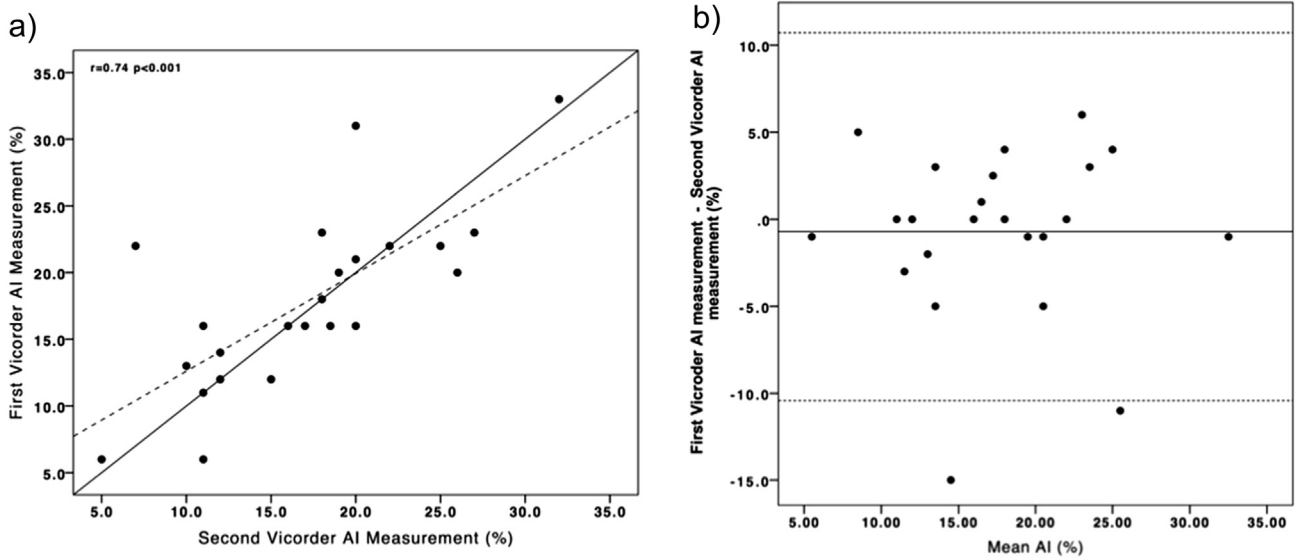 a)
r=0.74 p<0.001
First Vicorder AI Measurement (%)
35.0
30.0
25.0
20.0
15.0
10.0
5.0
5.0 10.0 15.0 20.0 25.0 30.0 35.0
Second Vicorder AI Measurement (%)
b)
First Vicroder AI measurement - Second Vicorder AI
measurement (%)
10.0
5.0
.0
-5.0
-10.0
-15.0
5.00 10.00 15.00 20.00 25.00 30.00 35.00
Mean AI (%)